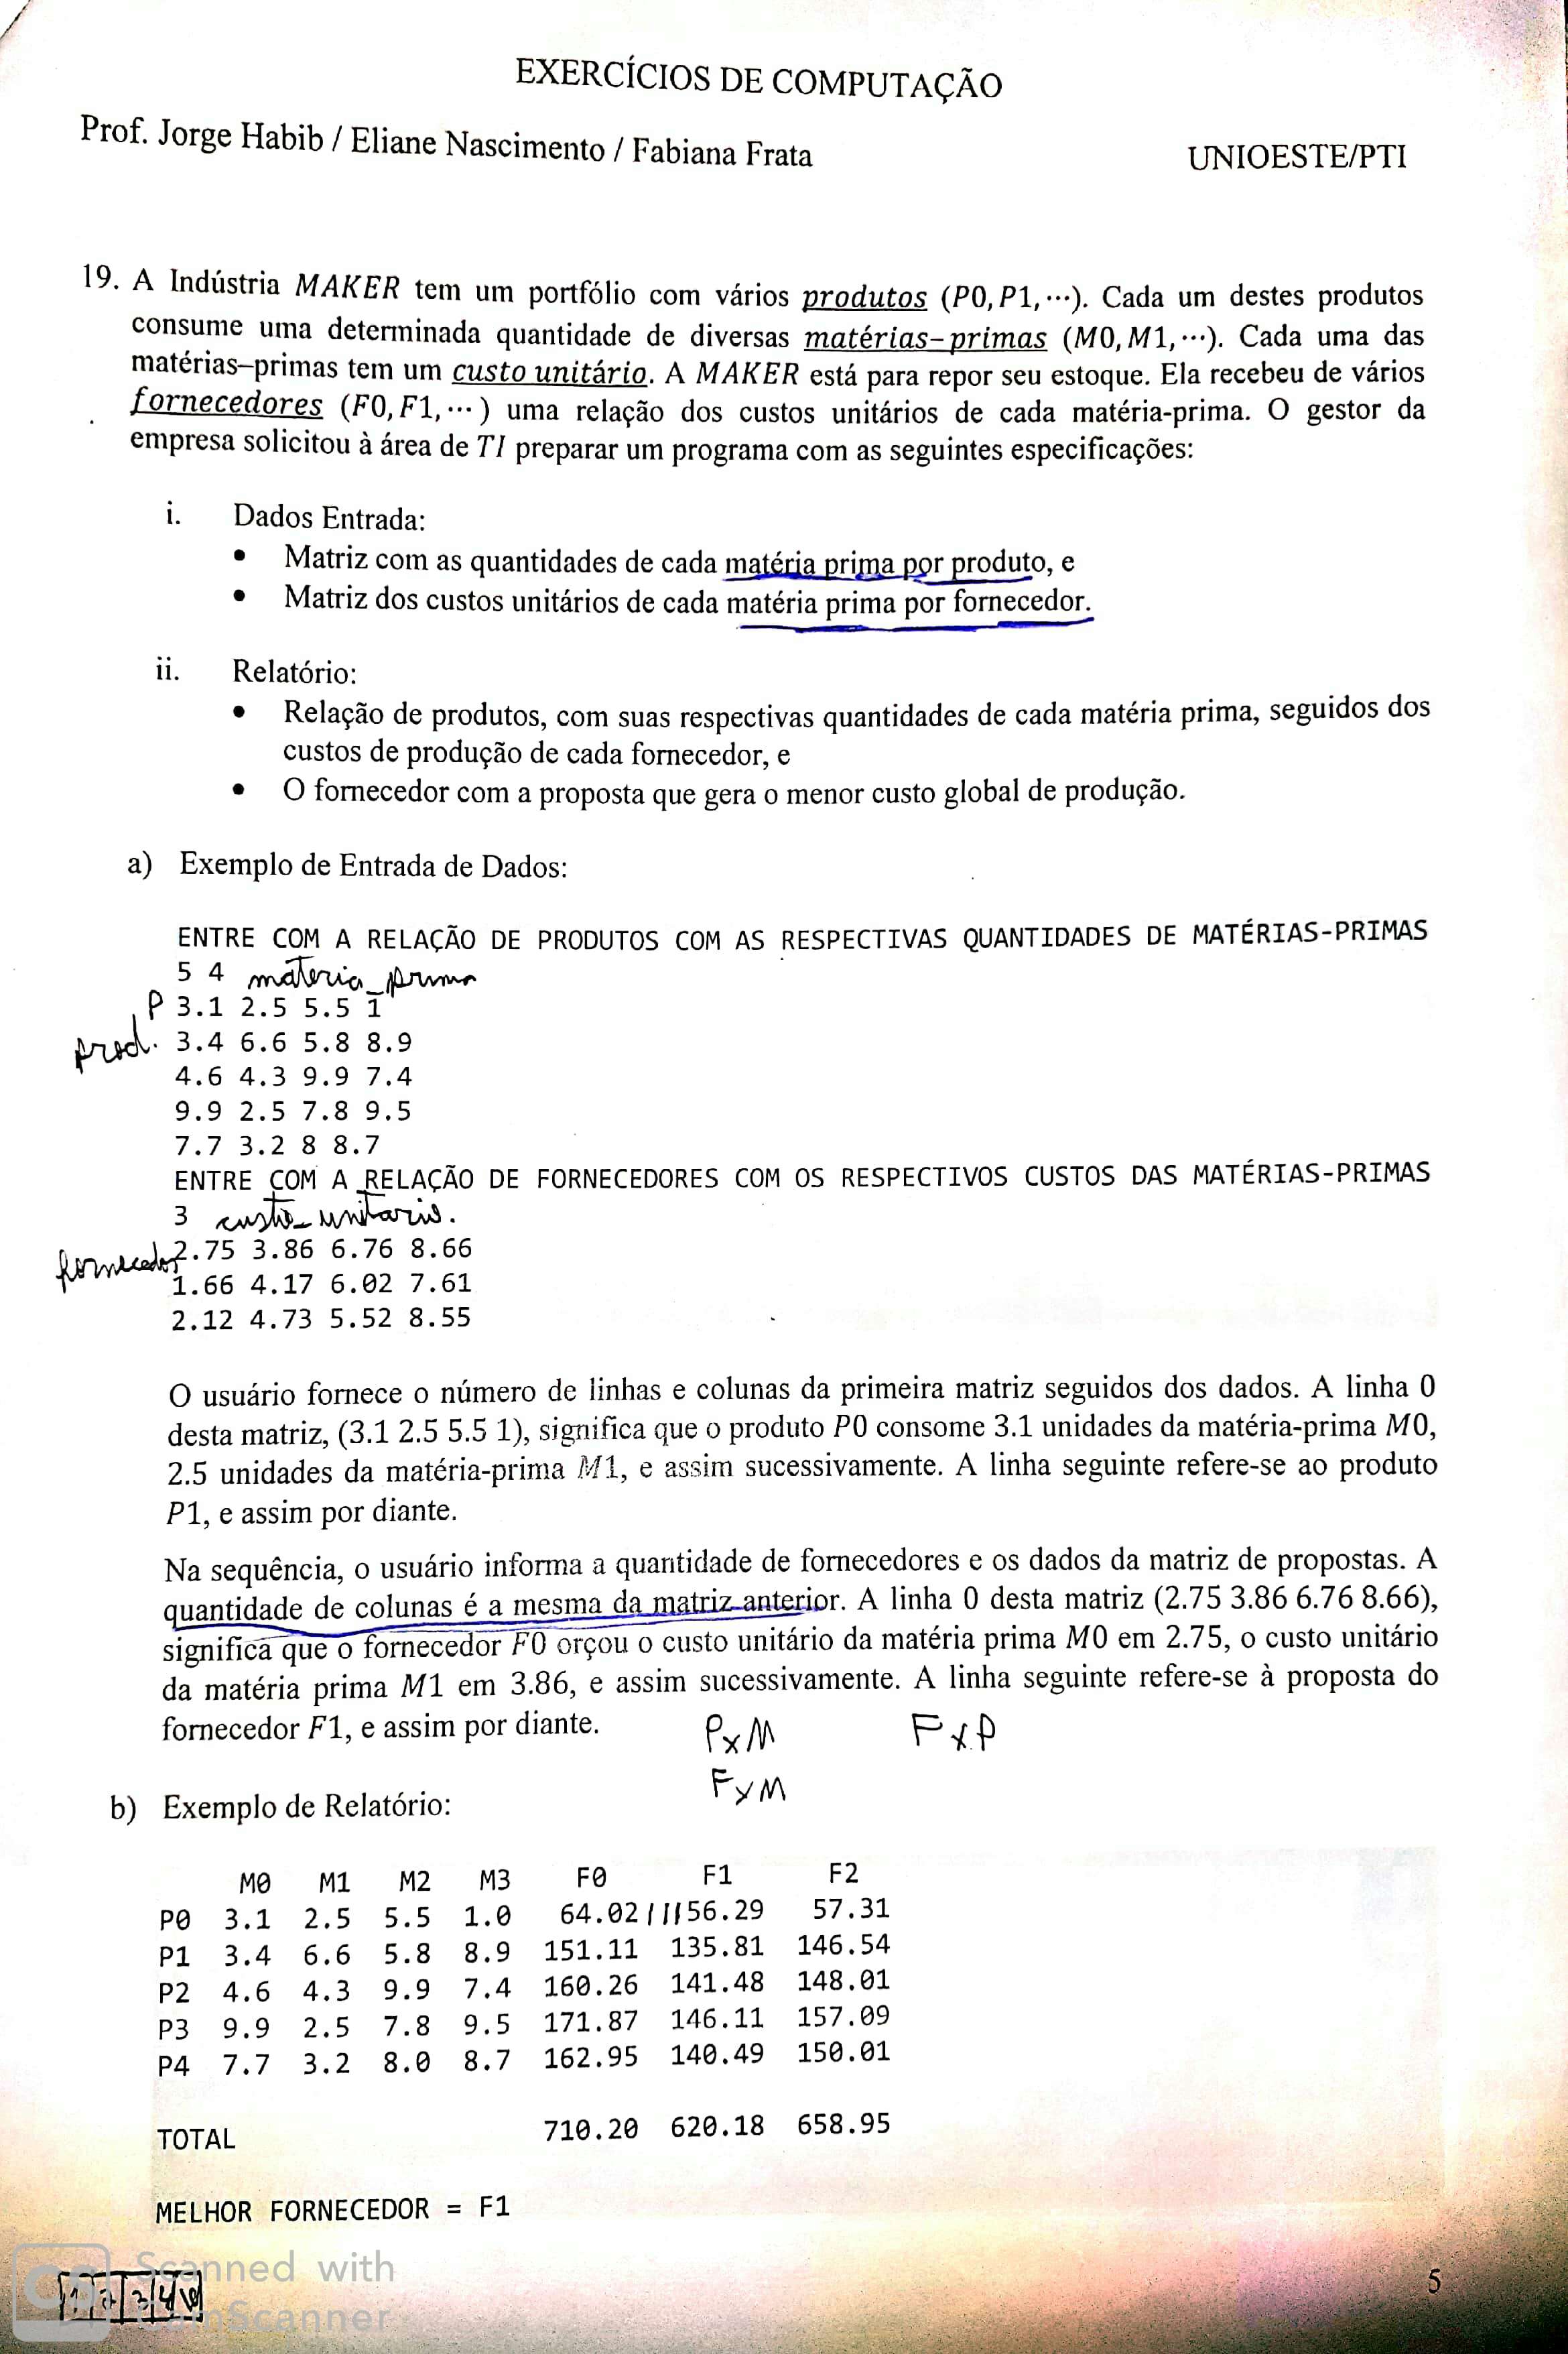 EXERCÍCIOS DE COMPUTAÇÃO
Prof. Jorge Habib / Eliane Nascimento / Fabiana Frata UNIOESTE/PTI
19. A Indústria MAKER tem um portfólio com vários produtos (P0, P1, ⋯). Cada um destes produtos
consume uma determinada quantidade de diversas matérias-primas (M0, M1, ⋯). Cada uma das
matérias–primas tem um custo unitário. A MAKER está para repor seu estoque. Ela recebeu de vários
fornecedores (F0, F1, ⋯ ) uma relação dos custos unitários de cada matéria-prima. O gestor da
empresa solicitou à área de TI preparar um programa com as seguintes especificações:
i. Dados Entrada:
• Matriz com as quantidades de cada matéria prima por produto, e
• Matriz dos custos unitários de cada matéria prima por fornecedor.
ii. Relatório:
• Relação de produtos, com suas respectivas quantidades de cada matéria prima, seguidos dos
custos de produção de cada fornecedor, e
• O fornecedor com a proposta que gera o menor custo global de produção.
a) Exemplo de Entrada de Dados:
ENTRE COM A RELAÇÃO DE PRODUTOS COM AS RESPECTIVAS QUANTIDADES DE MATÉRIAS-PRIMAS
5 4 materia_prima
P 3.1 2.5 5.5 1
prod. 3.4 6.6 5.8 8.9
4.6 4.3 9.9 7.4
9.9 2.5 7.8 9.5
7.7 3.2 8 8.7
ENTRE COM A RELAÇÃO DE FORNECEDORES COM OS RESPECTIVOS CUSTOS DAS MATÉRIAS-PRIMAS
3 custo_unitario.
fornecedor 2.75 3.86 6.76 8.66
1.66 4.17 6.02 7.61
2.12 4.73 5.52 8.55
O usuário fornece o número de linhas e colunas da primeira matriz seguidos dos dados. A linha 0
desta matriz, (3.1 2.5 5.5 1), significa que o produto P0 consome 3.1 unidades da matéria-prima M0,
2.5 unidades da matéria-prima M1, e assim sucessivamente. A linha seguinte refere-se ao produto
P1, e assim por diante.
Na sequência, o usuário informa a quantidade de fornecedores e os dados da matriz de propostas. A
quantidade de colunas é a mesma da matriz anterior. A linha 0 desta matriz (2.75 3.86 6.76 8.66),
significa que o fornecedor F0 orçou o custo unitário da matéria prima M0 em 2.75, o custo unitário
da matéria prima M1 em 3.86, e assim sucessivamente. A linha seguinte refere-se à proposta do
fornecedor F1, e assim por diante.
PxM FxP
FxM
b) Exemplo de Relatório:
M0 M1 M2 M3 F0 F1 F2
P0 3.1 2.5 5.5 1.0 64.02 56.29 57.31
P1 3.4 6.6 5.8 8.9 151.11 135.81 146.54
P2 4.6 4.3 9.9 7.4 160.26 141.48 148.01
P3 9.9 2.5 7.8 9.5 171.87 146.11 157.09
P4 7.7 3.2 8.0 8.7 162.95 140.49 150.01
TOTAL 710.20 620.18 658.95
MELHOR FORNECEDOR = F1
CS Scanned with
CamScanner
5